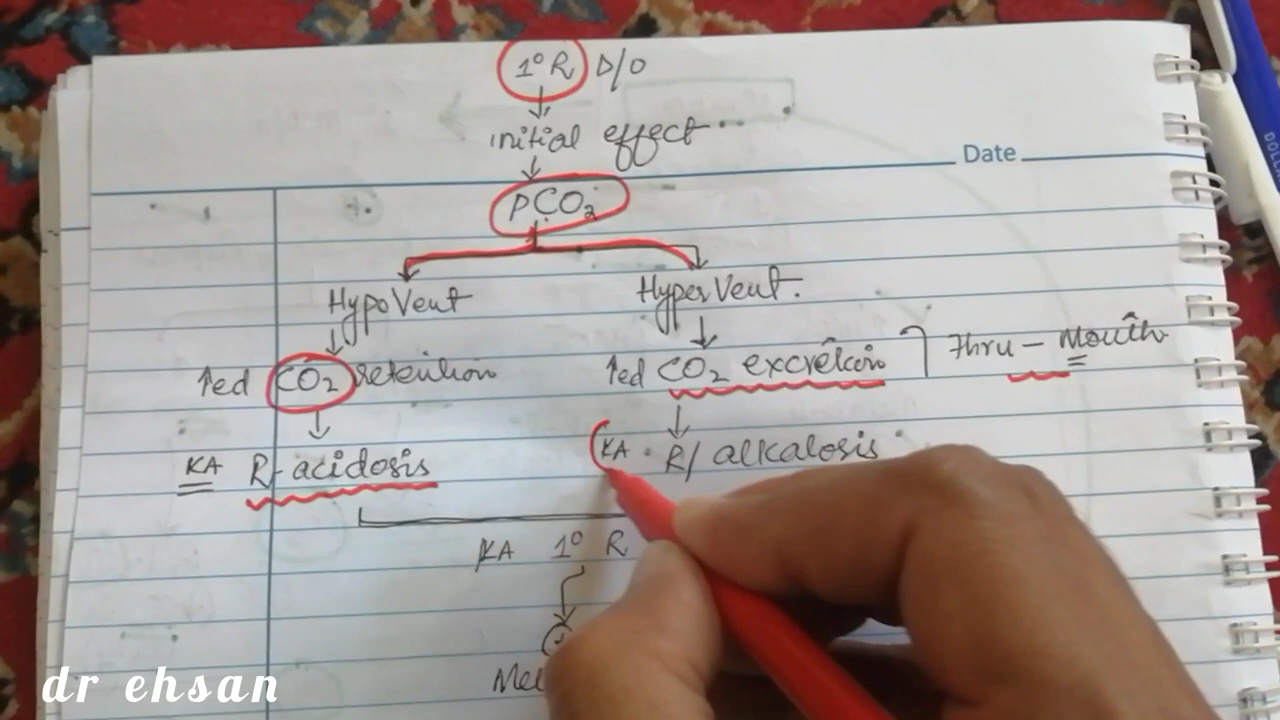 1° R D/O
initial effect
Date
PCO₂
HypoVent
HyperVent.
↑ed CO₂ retention
↑ed CO₂ excretion
Thru - Mouth
KA R acidosis
KA R/ alkalosis
KA 1° R
dr ehsan